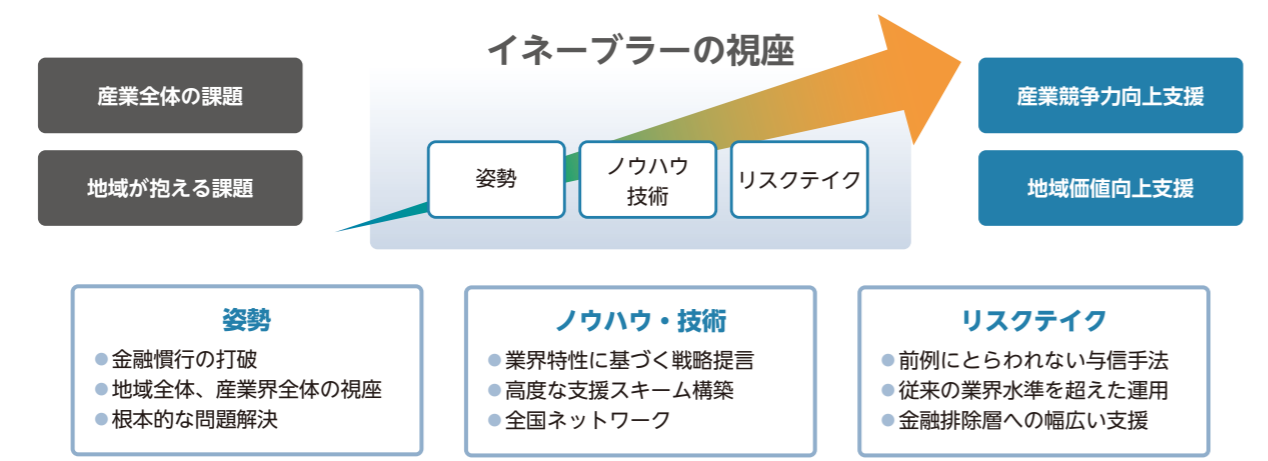 イネーブラーの視座
産業全体の課題
地域が抱える課題
姿勢
ノウハウ
技術
リスクテイク
産業競争力向上支援
地域価値向上支援
姿勢
●金融慣行の打破
●地域全体、産業界全体の視座
●根本的な問題解決
ノウハウ・技術
●業界特性に基づく戦略提言
●高度な支援スキーム構築
●全国ネットワーク
リスクテイク
●前例にとらわれない与信手法
●従来の業界水準を超えた運用
●金融排除層への幅広い支援